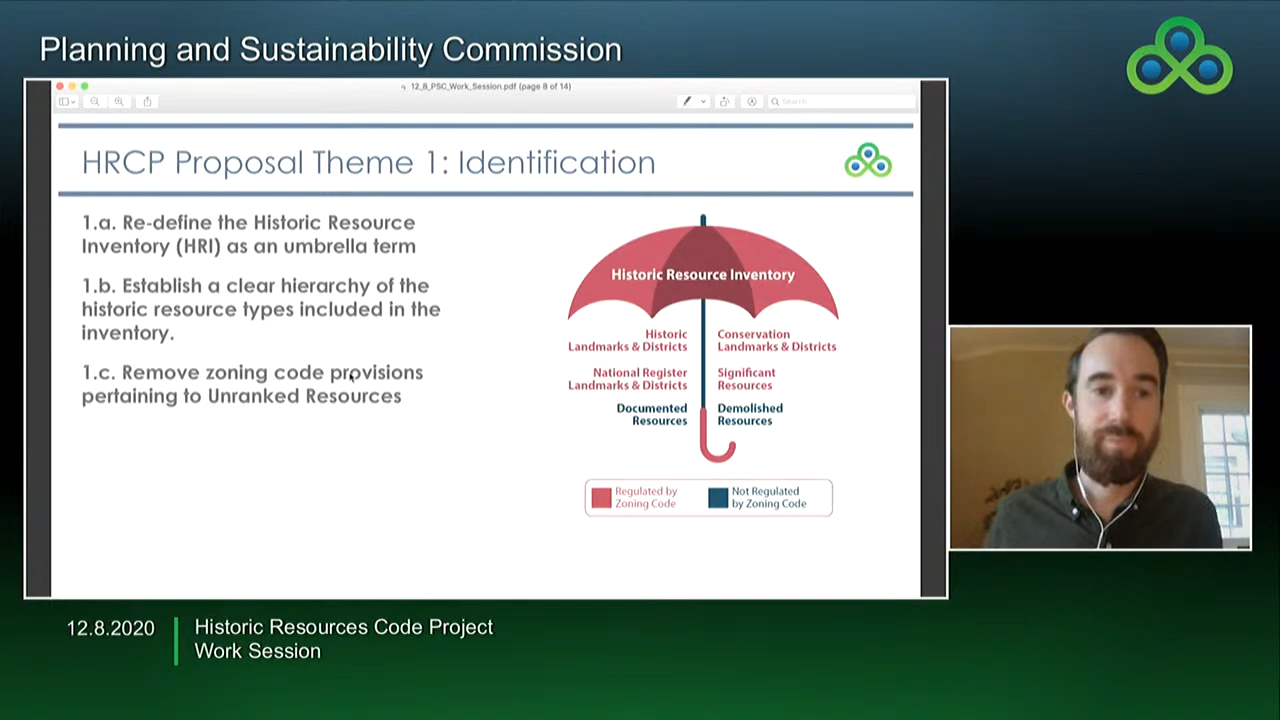 Planning and Sustainability Commission
12_8_PSC_Work_Session.pdf (page 8 of 14)
Search
HRCP Proposal Theme 1: Identification
1.a. Re-define the Historic Resource
Inventory (HRI) as an umbrella term
1.b. Establish a clear hierarchy of the
historic resource types included in the
inventory.
1.c. Remove zoning code provisions
pertaining to Unranked Resources
Historic Resource Inventory
Historic
Landmarks & Districts
Conservation
Landmarks & Districts
National Register
Landmarks & Districts
Significant
Resources
Documented
Resources
Demolished
Resources
Regulated by
Zoning Code
Not Regulated
by Zoning Code
12.8.2020
Historic Resources Code Project
Work Session